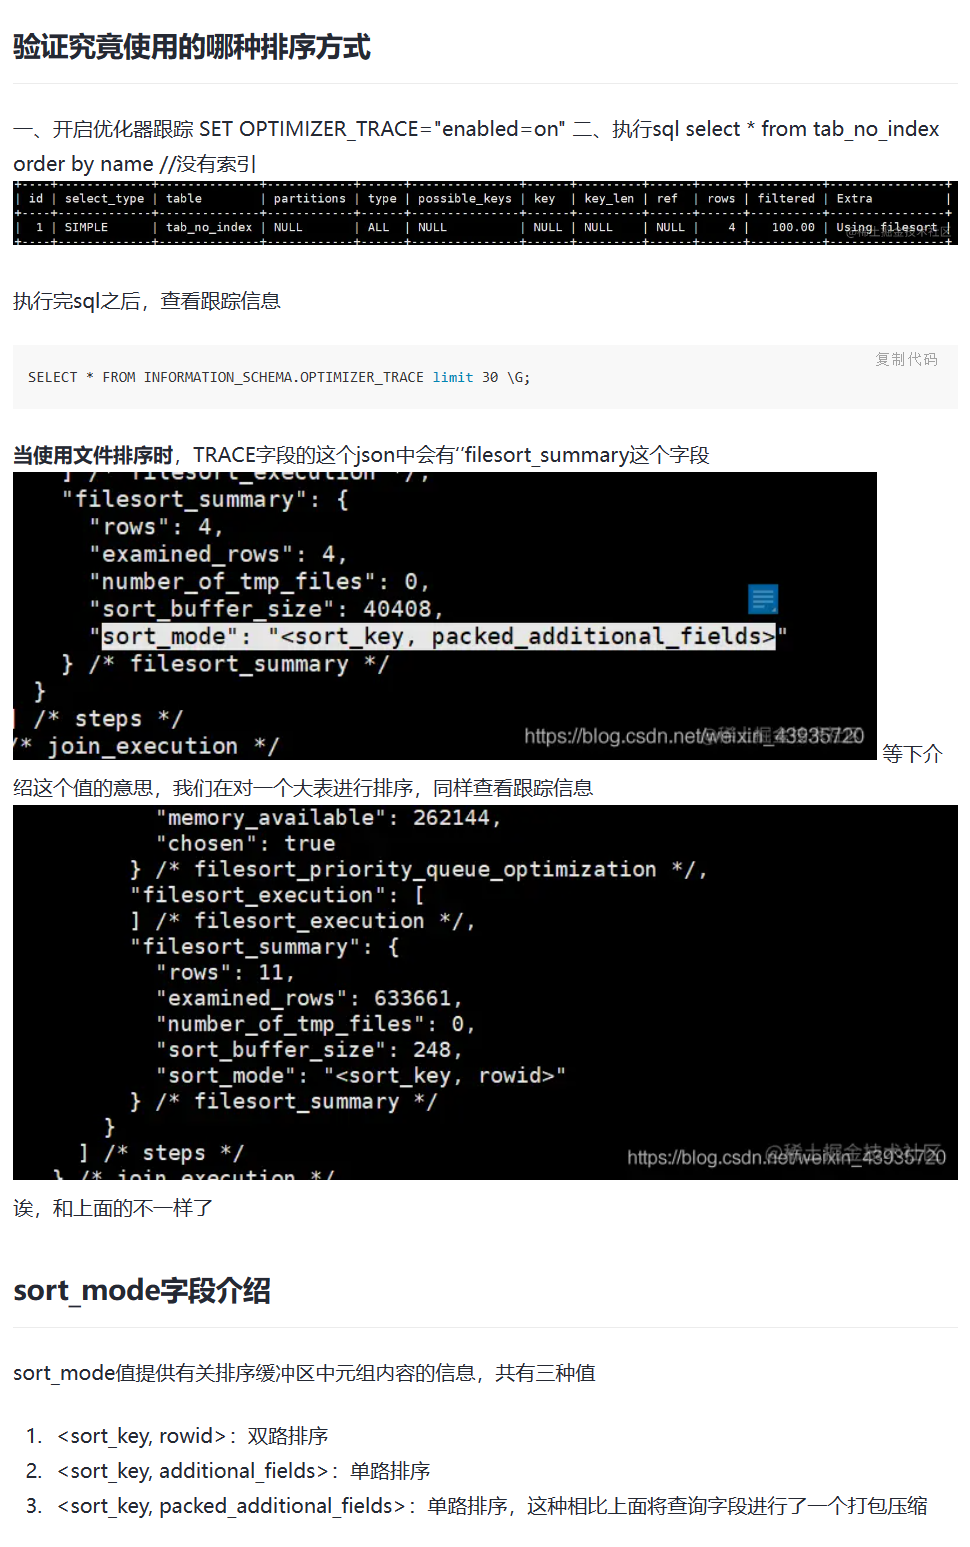 验证究竟使用的哪种排序方式
一、开启优化器跟踪 SET OPTIMIZER_TRACE="enabled=on" 二、执行sql select * from tab_no_index
order by name //没有索引
+----+-------------+--------------+------------+------+---------------+------+---------+------+------+----------+----------------+
| id | select_type | table        | partitions | type | possible_keys | key  | key_len | ref  | rows | filtered | Extra          |
+----+-------------+--------------+------------+------+---------------+------+---------+------+------+----------+----------------+
|  1 | SIMPLE      | tab_no_index | NULL       | ALL  | NULL          | NULL | NULL    | NULL |    4 |   100.00 | Using filesort |
+----+-------------+--------------+------------+------+---------------+------+---------+------+------+----------+----------------+
@稀土掘金技术社区
执行完sql之后，查看跟踪信息
复制代码
SELECT * FROM INFORMATION_SCHEMA.OPTIMIZER_TRACE limit 30 \G;
当使用文件排序时，TRACE字段的这个json中会有‘’filesort_summary这个字段
] /* filesort_execution */,
"filesort_summary": {
"rows": 4,
"examined_rows": 4,
"number_of_tmp_files": 0,
"sort_buffer_size": 40408,
"sort_mode": "<sort_key, packed_additional_fields>"
} /* filesort_summary */
}
] /* steps */
/* join_execution */
https://blog.csdn.net/weixin_43935720
@稀土掘金技术社区
等下介
绍这个值的意思，我们在对一个大表进行排序，同样查看跟踪信息
"memory_available": 262144,
"chosen": true
} /* filesort_priority_queue_optimization */,
"filesort_execution": [
] /* filesort_execution */,
"filesort_summary": {
"rows": 11,
"examined_rows": 633661,
"number_of_tmp_files": 0,
"sort_buffer_size": 248,
"sort_mode": "<sort_key, rowid>"
} /* filesort_summary */
}
] /* steps */
} /* join_execution */
https://blog.csdn.net/weixin_43935720
@稀土掘金技术社区
诶，和上面的不一样了
sort_mode字段介绍
sort_mode值提供有关排序缓冲区中元组内容的信息，共有三种值
1. <sort_key, rowid>：双路排序
2. <sort_key, additional_fields>：单路排序
3. <sort_key, packed_additional_fields>：单路排序，这种相比上面将查询字段进行了一个打包压缩